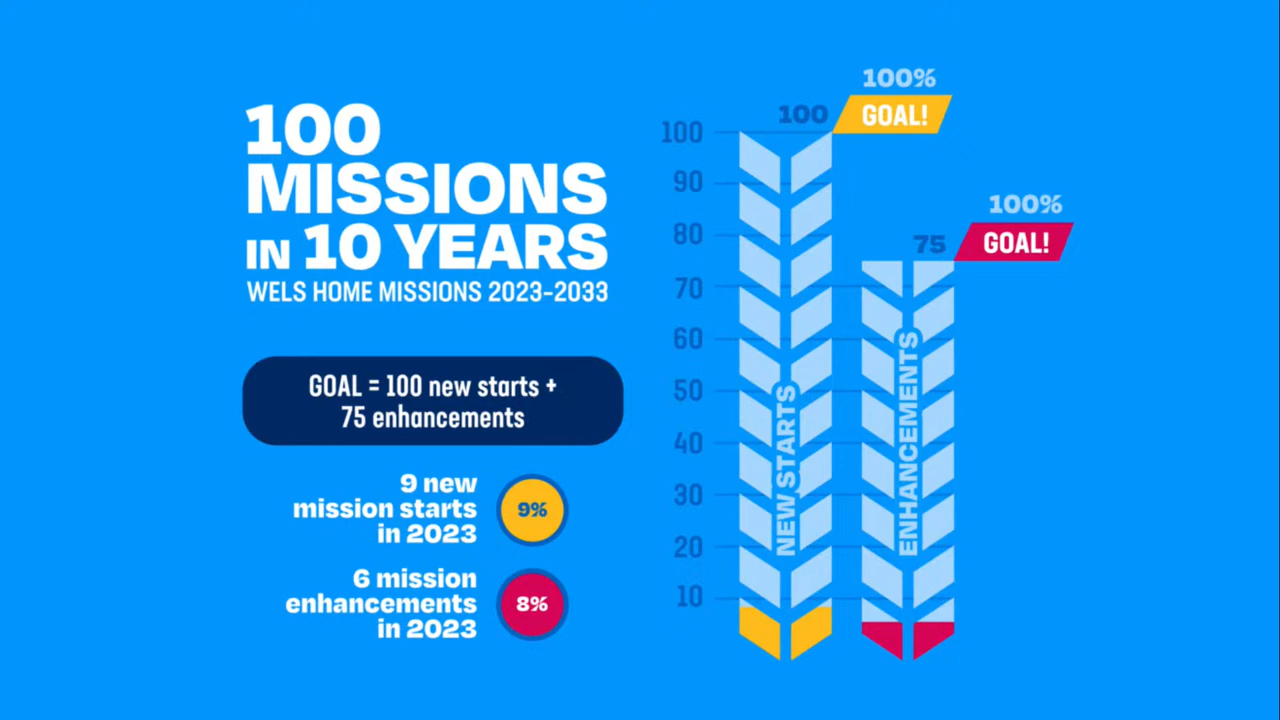 100
MISSIONS
IN 10 YEARS
WELS HOME MISSIONS 2023-2033
GOAL = 100 new starts +
75 enhancements
9 new
mission starts
in 2023
9%
6 mission
enhancements
in 2023
8%
100%
100
GOAL!
100%
75
GOAL!
100
90
80
70
60
50
40
30
20
10
NEW STARTS
ENHANCEMENTS